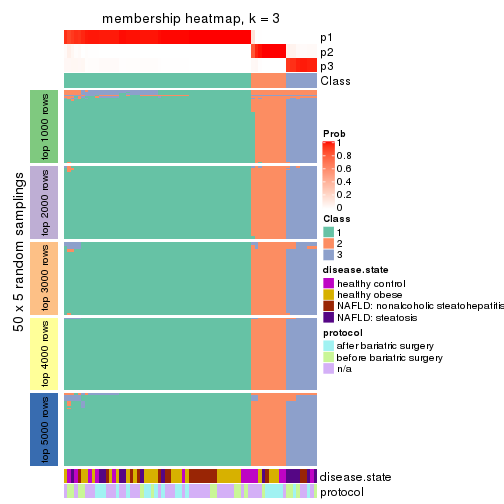 membership heatmap, k = 3
p1
p2
p3
Class
50 x 5 random samplings
top 1000 rows
top 2000 rows
top 3000 rows
top 4000 rows
top 5000 rows
Prob
1
0.8
0.6
0.4
0.2
0
Class
1
2
3
disease.state
healthy control
healthy obese
NAFLD: nonalcoholic steatohepatitis
NAFLD: steatosis
protocol
after bariatric surgery
before bariatric surgery
n/a
disease.state
protocol